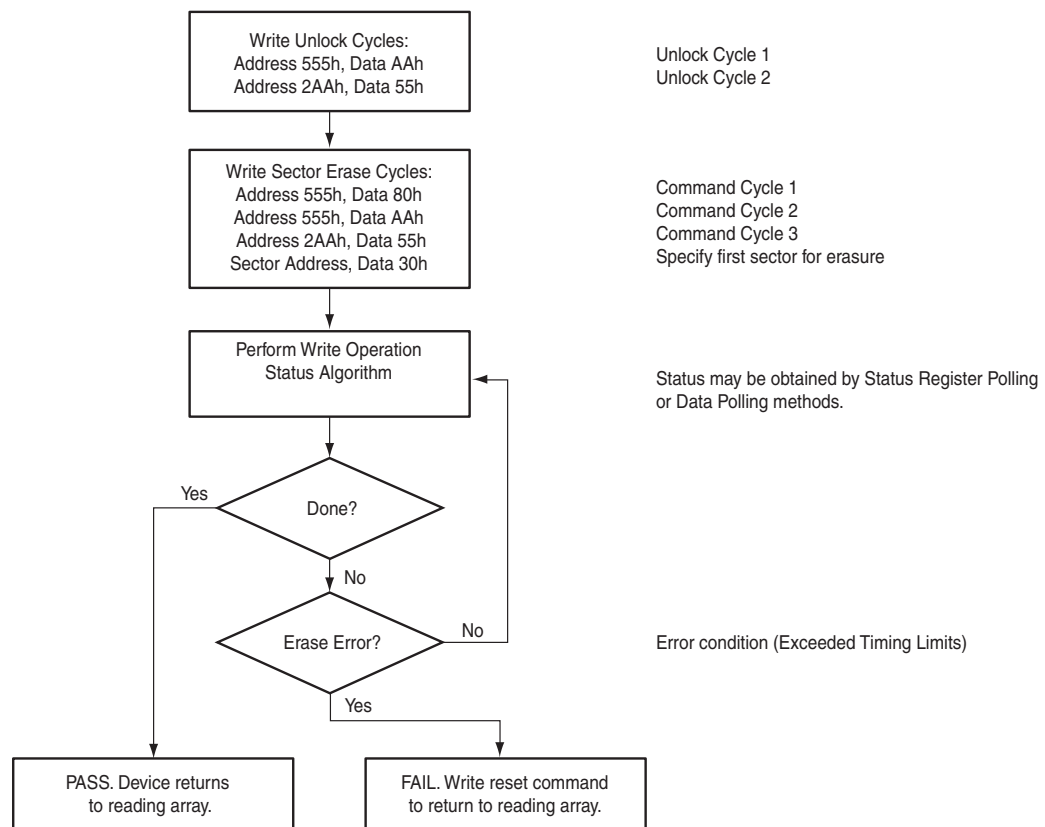 Write Unlock Cycles:
Address 555h, Data AAh
Address 2AAh, Data 55h
Unlock Cycle 1
Unlock Cycle 2
Write Sector Erase Cycles:
Address 555h, Data 80h
Address 555h, Data AAh
Address 2AAh, Data 55h
Sector Address, Data 30h
Command Cycle 1
Command Cycle 2
Command Cycle 3
Specify first sector for erasure
Perform Write Operation
Status Algorithm
Status may be obtained by Status Register Polling
or Data Polling methods.
Yes
Done?
No
Erase Error?
No
Error condition (Exceeded Timing Limits)
Yes
PASS. Device returns
to reading array.
FAIL. Write reset command
to return to reading array.